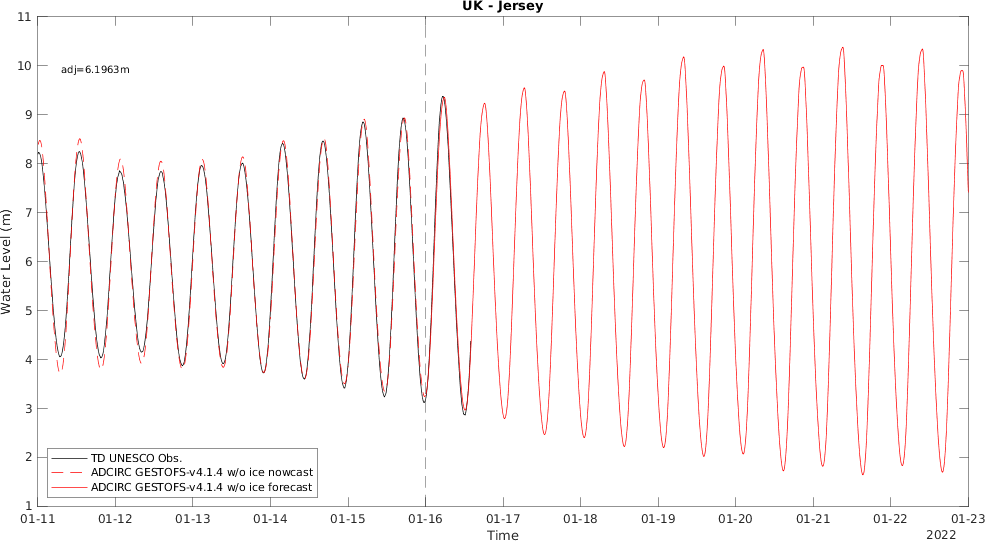 UK - Jersey
adj=6.1963m
11
10
9
8
7
6
5
4
3
2
1
Water Level (m)
TD UNESCO Obs.
ADCIRC GESTOFS-v4.1.4 w/o ice nowcast
ADCIRC GESTOFS-v4.1.4 w/o ice forecast
01-11 01-12 01-13 01-14 01-15 01-16 01-17 01-18 01-19 01-20 01-21 01-22 01-23
Time
2022